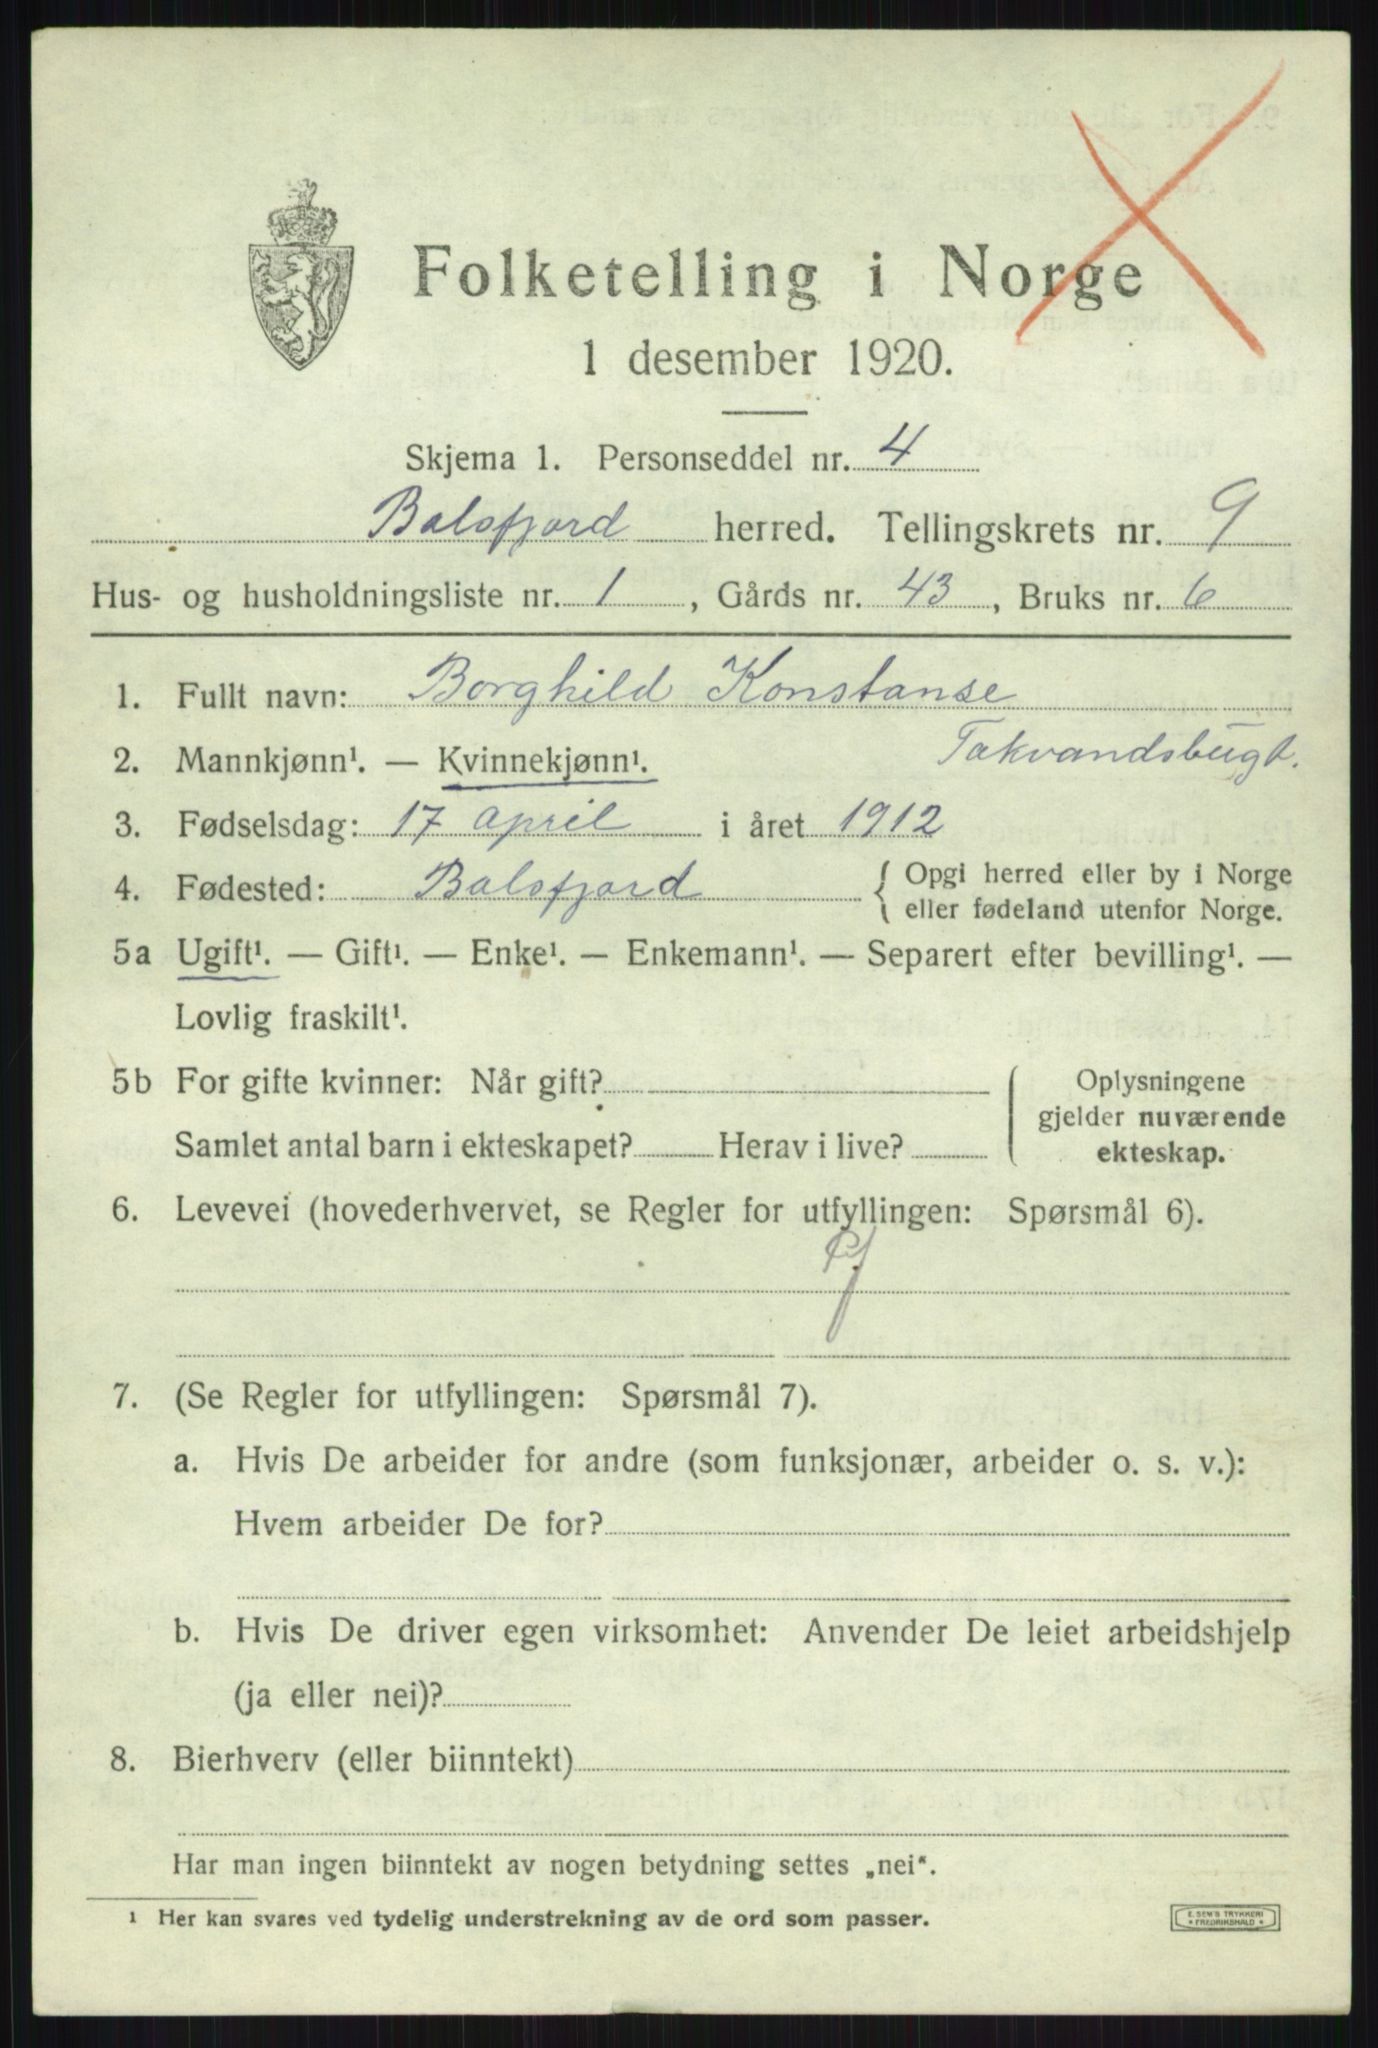 Folketelling i Norge
1 desember 1920.
Skjema 1. Personseddel nr. 4
Balsfjord herred. Tellingskrets nr. 9
Hus- og husholdningsliste nr. 1, Gårds nr. 43, Bruks nr. 6
1. Fullt navn: Borghild Konstanse
Takvandsbugt.
2. Mannkjønn¹. — Kvinnekjønn¹.
3. Fødselsdag: 17 april i året 1912
4. Fødested: Balsfjord { Opgi herred eller by i Norge
eller fødeland utenfor Norge.
5a Ugift¹. — Gift¹. — Enke¹. — Enkemann¹. — Separert efter bevilling¹. —
Lovlig fraskilt¹.
5b For gifte kvinner: Når gift?
Samlet antal barn i ekteskapet? Herav i live?
Oplysningene
gjelder nuværende
ekteskap.
6. Levevei (hovederhvervet, se Regler for utfyllingen: Spørsmål 6).
7. (Se Regler for utfyllingen: Spørsmål 7).
a. Hvis De arbeider for andre (som funksjonær, arbeider o. s. v.):
Hvem arbeider De for?
b. Hvis De driver egen virksomhet: Anvender De leiet arbeidshjelp
(ja eller nei)?
8. Bierhverv (eller biinntekt)
Har man ingen biinntekt av nogen betydning settes „nei“.
¹ Her kan svares ved tydelig understrekning av de ord som passer.
E. SEM'S TRYKKERI
* FREDRIKSHALD *